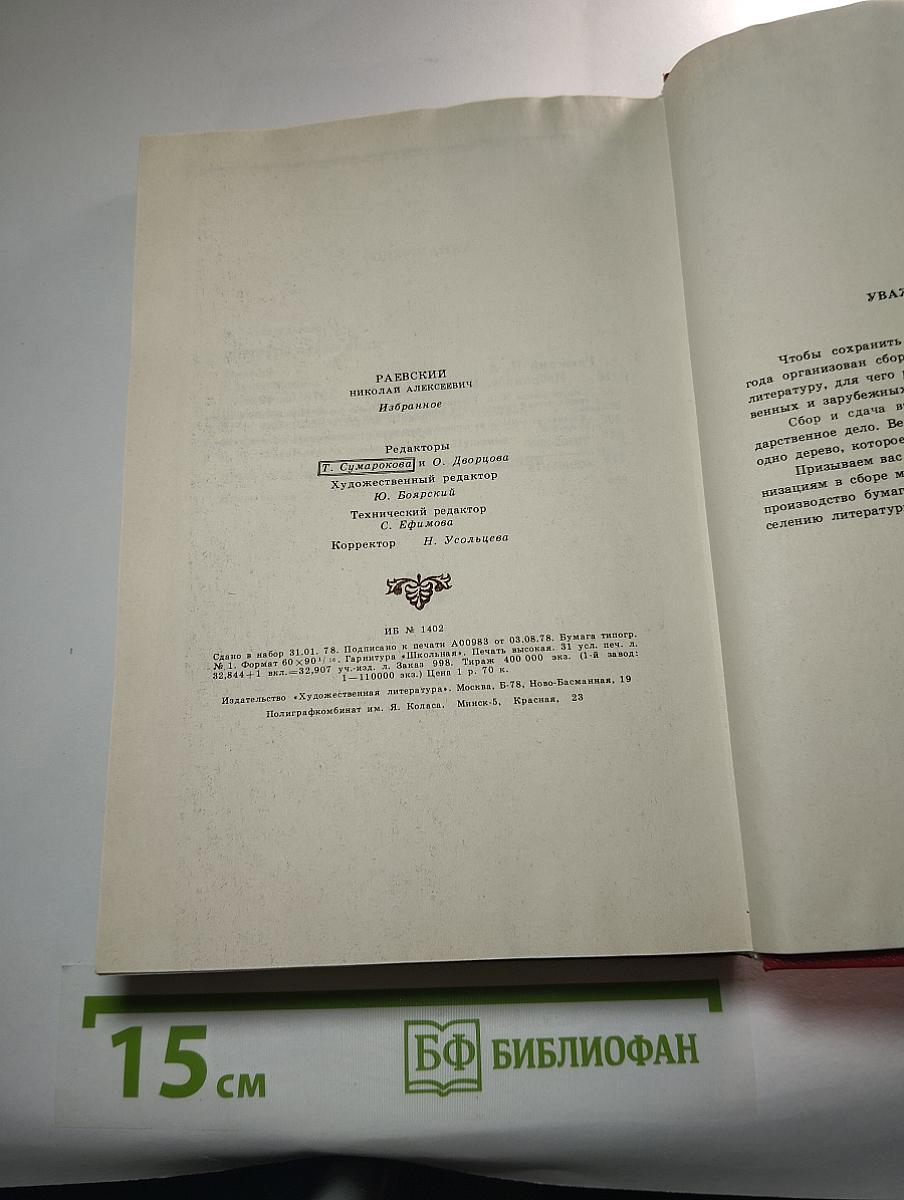 РАЕВСКИЙ
НИКОЛАЙ АЛЕКСЕЕВИЧ
Избранное
Редакторы
Т. Сумарокова и О. Дворцова
Художественный редактор
Ю. Боярский
Технический редактор
С. Ефимова
Корректор Н. Усольцева
ИБ № 1402
Сдано в набор 31.01. 78. Подписано к печати А00983 от 03.08.78. Бумага типогр.
№ 1. Формат 60×90 1/16. Гарнитура «Школьная». Печать высокая. 31 усл. печ. л.
32,844+1 вкл.=32,907 уч.-изд. л. Заказ 998. Тираж 400 000 экз. (1-й завод:
1—110000 экз.) Цена 1 р. 70 к.
Издательство «Художественная литература». Москва, Б-78, Ново-Басманная, 19
Полиграфкомбинат им. Я. Коласа. Минск-5, Красная, 23
УВАЖ
Чтобы сохранить
года организован сбор
литературу, для чего
венных и зарубежных
Сбор и сдача
дарственное дело. Ве
одно дерево, которое
Призываем вас
низациям в сборе м
производство бумаг
селению литератур
15 см
БФ БИБЛИОФАН